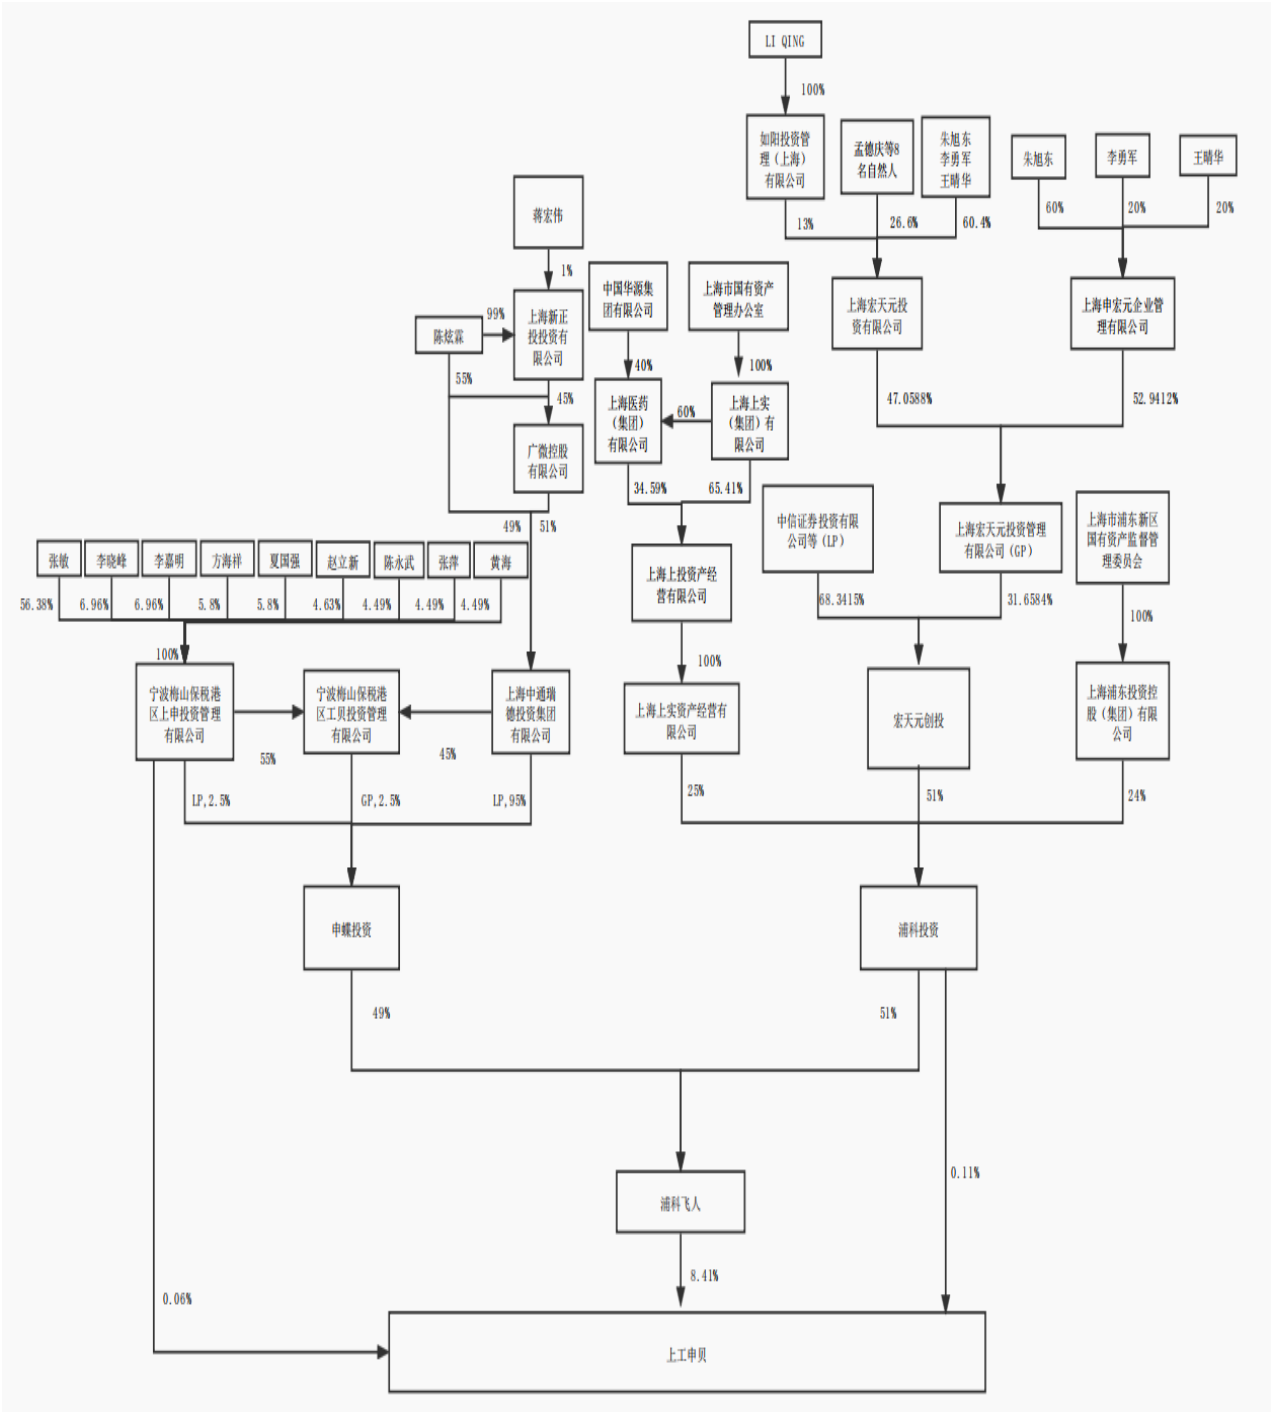 LI QING
100%
如阳投资管
理（上海）
有限公司
孟德庆等8
名自然人
朱旭东
李勇军
王晴华
朱旭东
李勇军
王晴华
13%
26.6%
60.4%
60%
20%
20%
蒋宏伟
1%
中国华源集
团有限公司
上海市国有资产
管理办公室
上海宏天元投
资有限公司
上海申宏元企业管
理有限公司
陈炫霖
99%
上海新正
投投资有
限公司
55%
45%
40%
100%
上海医药
（集团）
有限公司
60%
上海上实
（集团）有
限公司
47.0588%
52.9412%
广微控股
有限公司
34.59%
65.41%
49%
51%
中信证券投资有限
公司等（LP）
上海宏天元投资管理
有限公司（GP）
上海市浦东新区
国有资产监督管
理委员会
张敏
李晓峰
李嘉明
方海祥
夏国强
赵立新
陈永武
张萍
黄海
56.38%
6.96%
6.96%
5.8%
5.8%
4.63%
4.49%
4.49%
4.49%
上海上投资产经
营有限公司
68.3415%
31.6584%
100%
100%
100%
宁波梅山保税港
区上申投资管理
有限公司
55%
宁波梅山保税港
区工贝投资管理
有限公司
45%
上海中通瑞
德投资集团
有限公司
上海上实资产经营有
限公司
宏天元创投
上海浦东投资控
股（集团）有限
公司
LP,2.5%
GP,2.5%
LP,95%
25%
51%
24%
申蝶投资
浦科投资
49%
51%
浦科飞人
0.11%
8.41%
0.06%
上工申贝